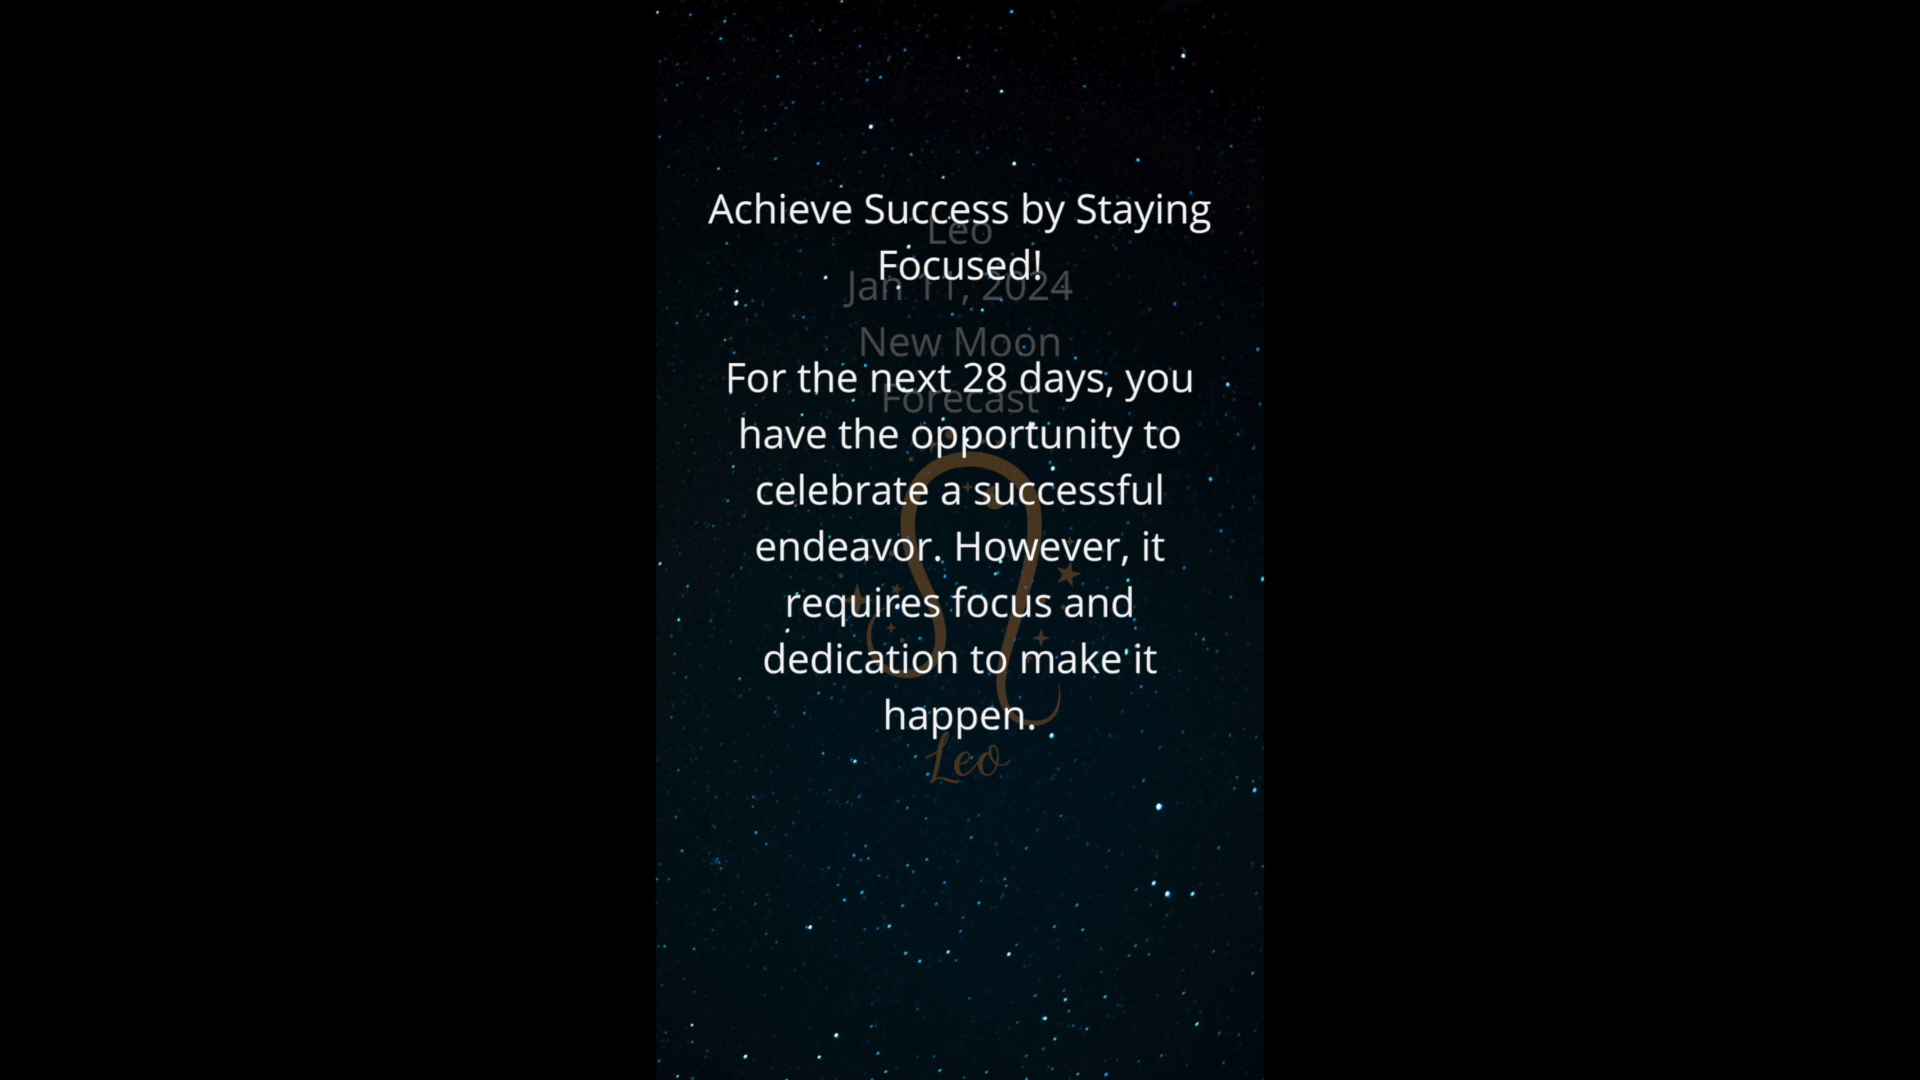 Achieve Success by Staying
Focused!
Leo
Jan 11, 2024
New Moon
Forecast
For the next 28 days, you
have the opportunity to
celebrate a successful
endeavor. However, it
requires focus and
dedication to make it
happen.
Leo